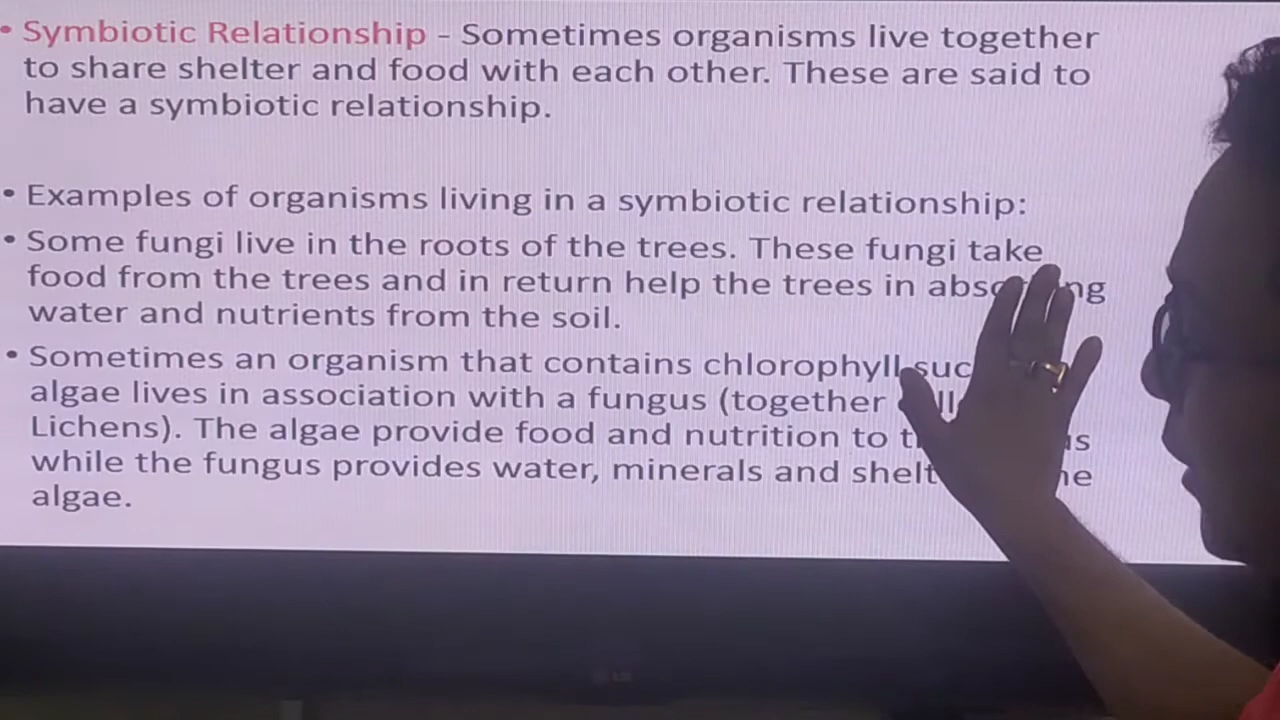 • Symbiotic Relationship – Sometimes organisms live together
to share shelter and food with each other. These are said to
have a symbiotic relationship.
• Examples of organisms living in a symbiotic relationship:
• Some fungi live in the roots of the trees. These fungi take
food from the trees and in return help the trees in
water and nutrients from the soil.
• Sometimes an organism that contains chlorophyll
algae lives in association with a fungus (together
Lichens). The algae provide food and nutrition to
while the fungus provides water, minerals and
algae.
LG